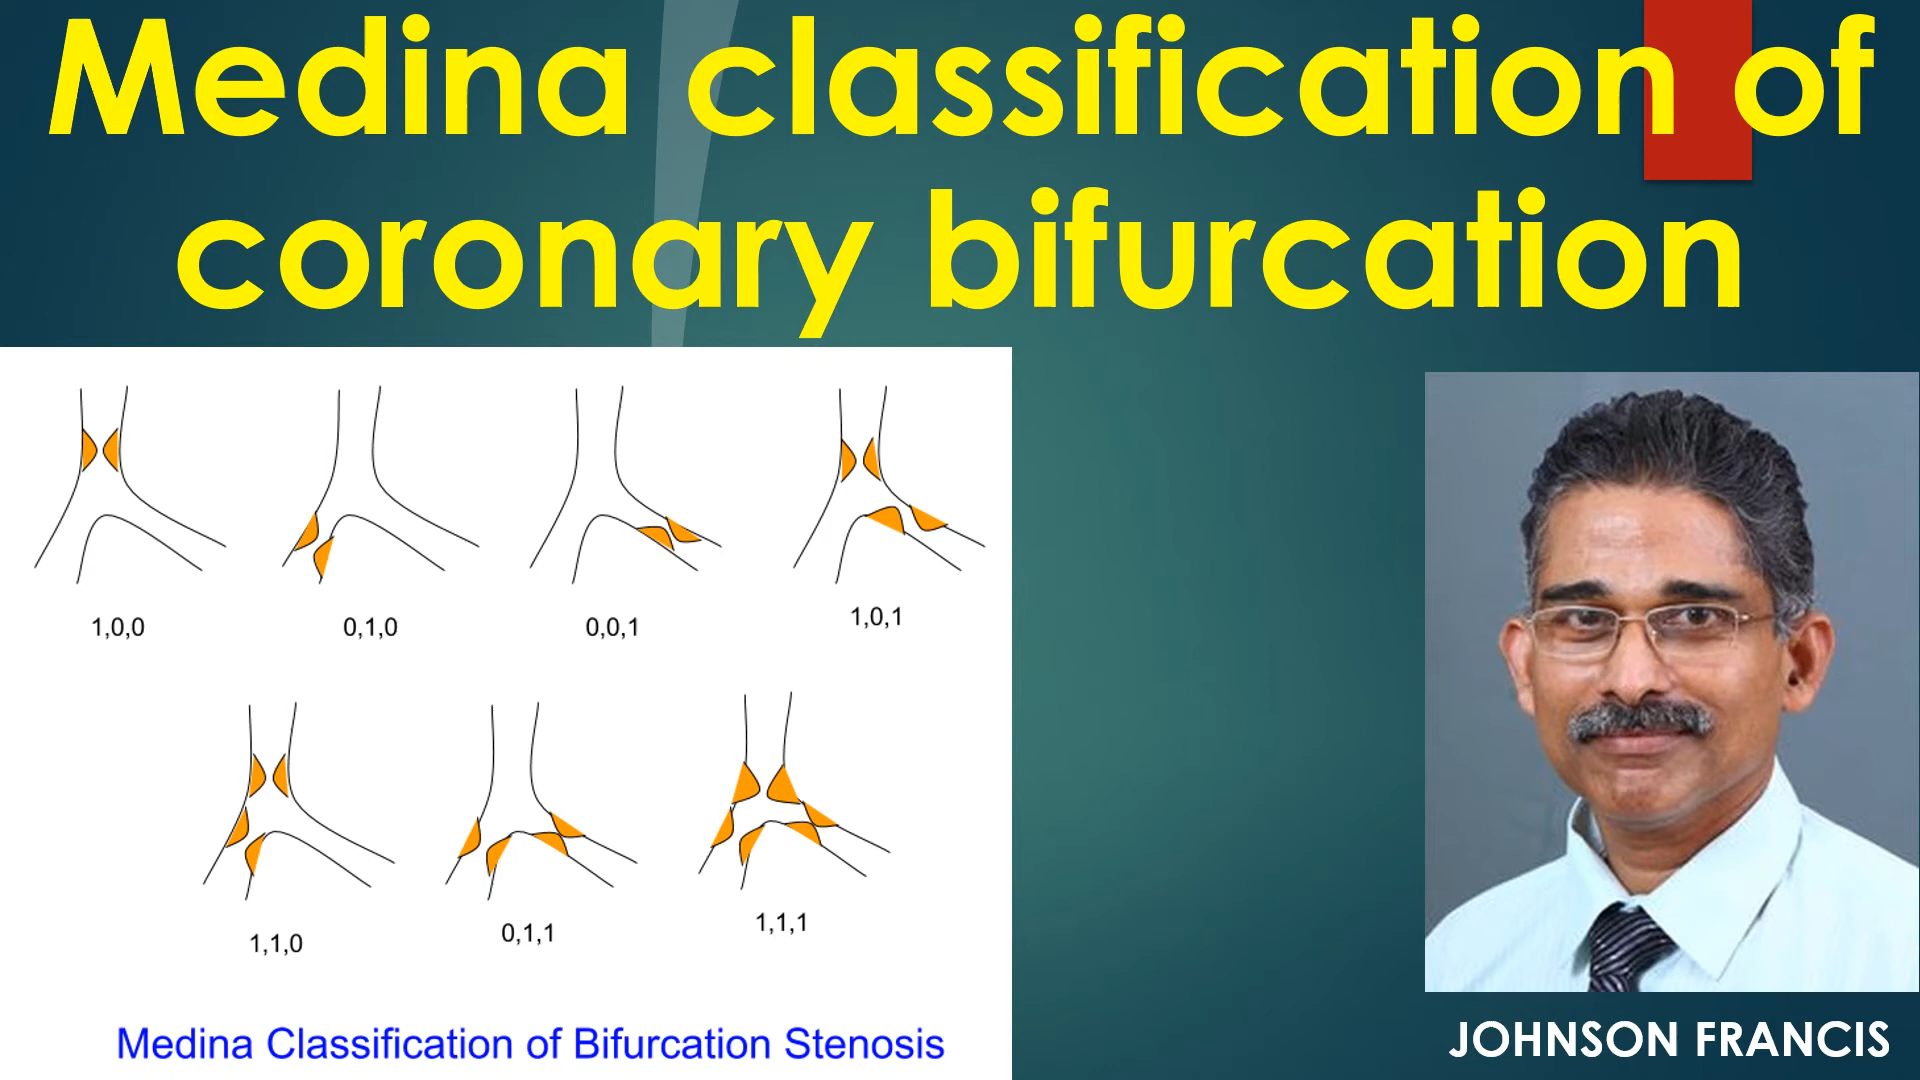 Medina classification of
coronary bifurcation
1,0,0
0,1,0
0,0,1
1,0,1
1,1,0
0,1,1
1,1,1
Medina Classification of Bifurcation Stenosis
JOHNSON FRANCIS